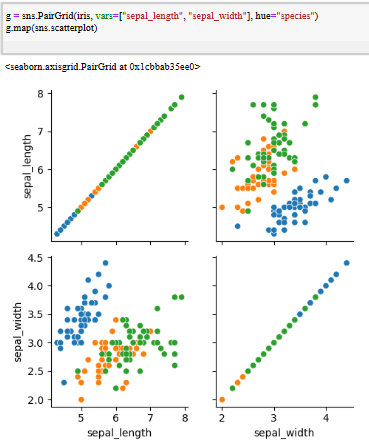 g = sns.PairGrid(iris, vars=["sepal_length", "sepal_width"], hue="species")
g.map(sns.scatterplot)
<seaborn.axisgrid.PairGrid at 0x1cbbab35ee0>
8
7
6
5
sepal_length
4.5
4.0
3.5
3.0
2.5
2.0
sepal_width
5 6 7 8
2 3 4
sepal_length
sepal_width